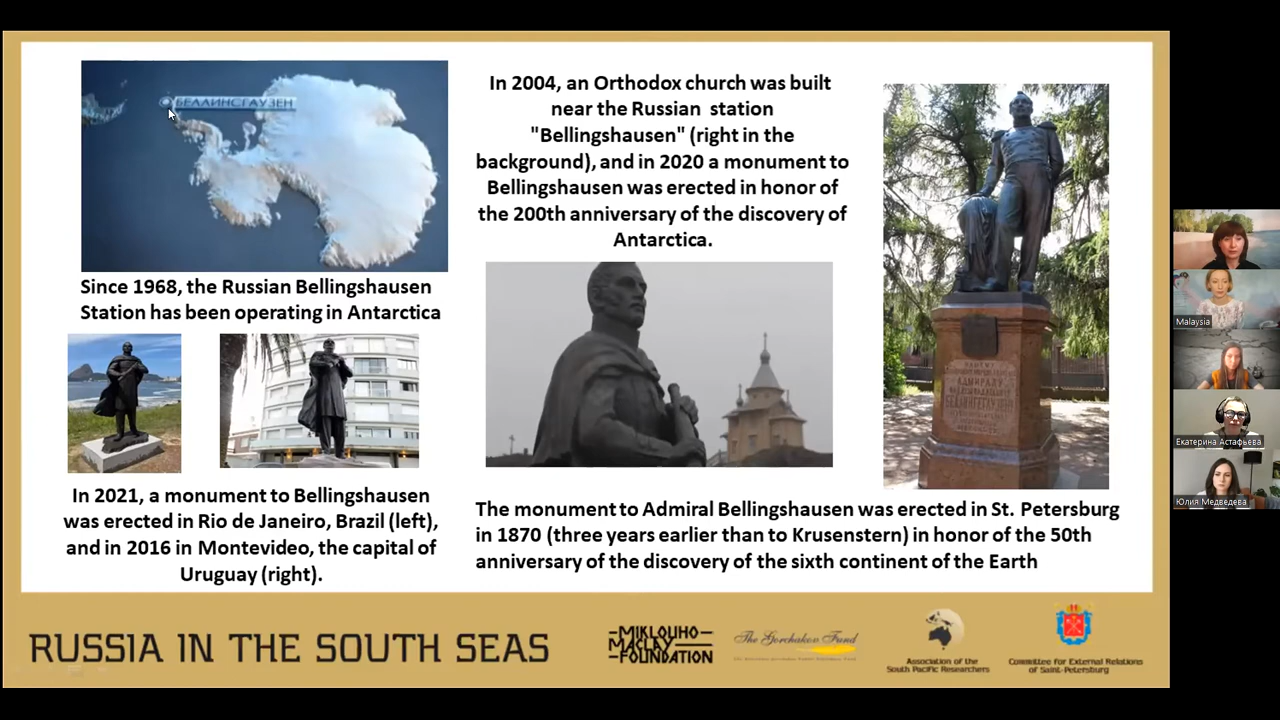 БЕЛЛИНСГАУЗЕН
Since 1968, the Russian Bellingshausen
Station has been operating in Antarctica
In 2021, a monument to Bellingshausen
was erected in Rio de Janeiro, Brazil (left),
and in 2016 in Montevideo, the capital of
Uruguay (right).
In 2004, an Orthodox church was built
near the Russian station
"Bellingshausen" (right in the
background), and in 2020 a monument to
Bellingshausen was erected in honor of
the 200th anniversary of the discovery of
Antarctica.
АДМИРАЛУ
The monument to Admiral Bellingshausen was erected in St. Petersburg
in 1870 (three years earlier than to Krusenstern) in honor of the 50th
anniversary of the discovery of the sixth continent of the Earth
RUSSIA IN THE SOUTH SEAS
MIKLOUHO
MACLAY
FOUNDATION
The Gorchakov Fund
Association of the
South Pacific Researchers
Committee for External Relations
of Saint-Petersburg
Malaysia
Екатерина Астафьева
Юлия Медведева